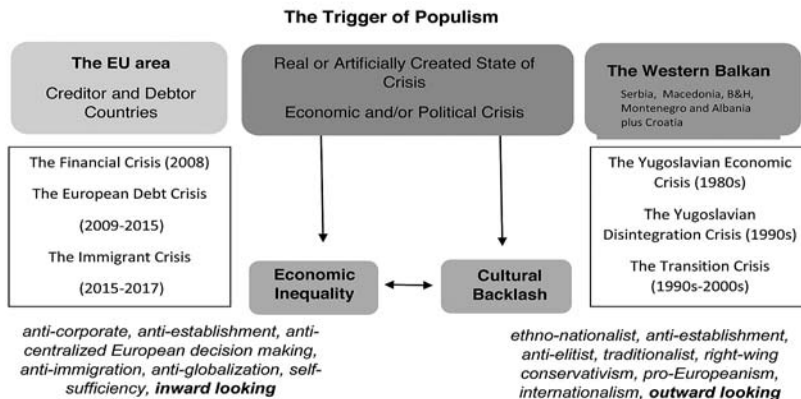 The Trigger of Populism
The EU area
Creditor and Debtor
Countries
Real or Artificially Created State of
Crisis
Economic and/or Political Crisis
The Western Balkan
Serbia, Macedonia, B&H,
Montenegro and Albania
plus Croatia
The Financial Crisis (2008)
The European Debt Crisis
(2009-2015)
The Immigrant Crisis
(2015-2017)
Economic
Inequality
Cultural
Backlash
The Yugoslavian Economic
Crisis (1980s)
The Yugoslavian
Disintegration Crisis (1990s)
The Transition Crisis
(1990s-2000s)
anti-corporate, anti-establishment, anti-
centralized European decision making,
anti-immigration, anti-globalization, self-
sufficiency, inward looking
ethno-nationalist, anti-establishment,
anti-elitist, traditionalist, right-wing
conservativism, pro-Europeanism,
internationalism, outward looking